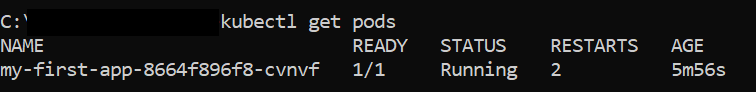 C:\ kubectl get pods
NAME READY STATUS RESTARTS AGE
my-first-app-8664f896f8-cvnvf 1/1 Running 2 5m56s